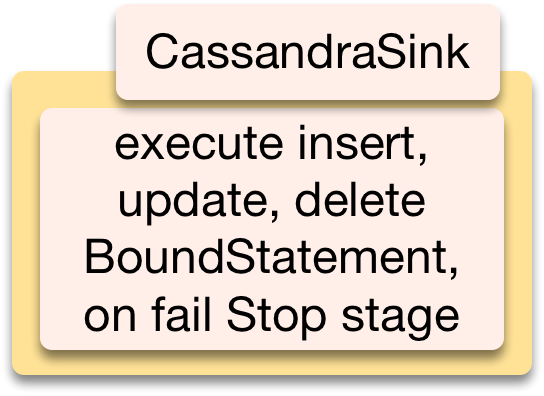 CassandraSink
execute insert,
update, delete
BoundStatement,
on fail Stop stage